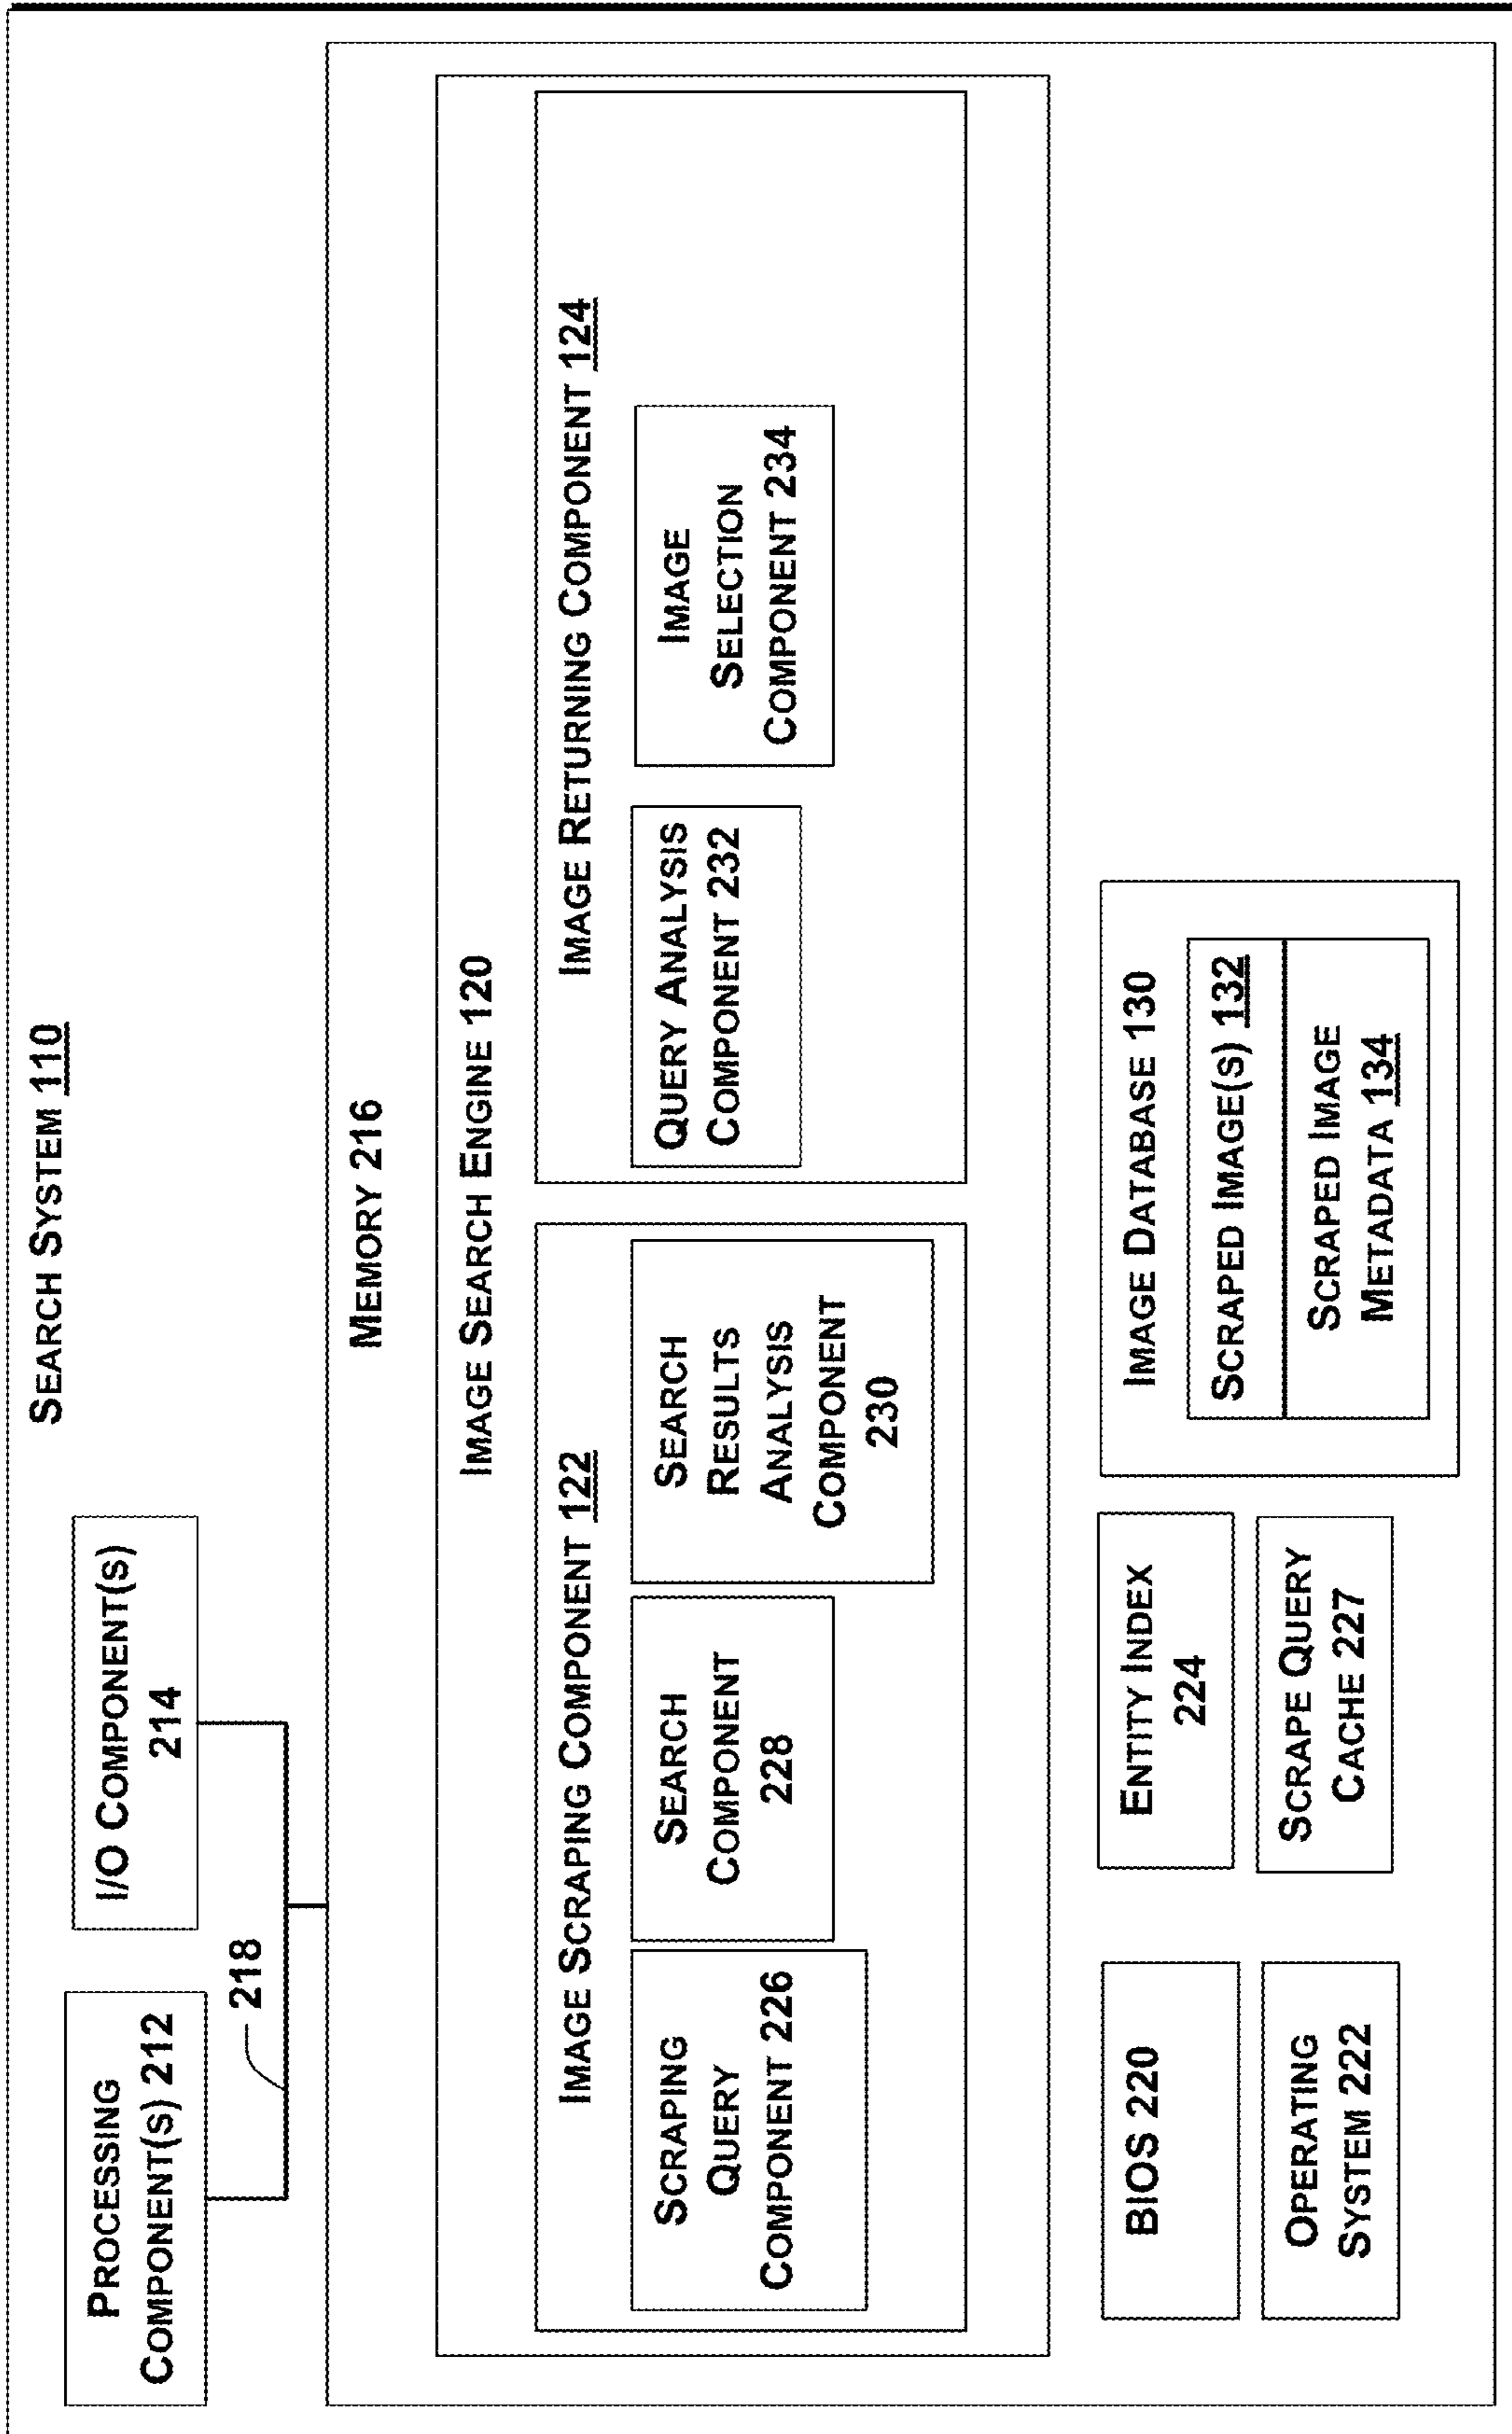 SEARCH SYSTEM 110
PROCESSING
COMPONENT(S) 212
I/O COMPONENT(S)
214
218
MEMORY 216
IMAGE SEARCH ENGINE 120
IMAGE SCRAPING COMPONENT 122
SCRAPING
QUERY
COMPONENT 226
SEARCH
COMPONENT
228
SEARCH
RESULTS
ANALYSIS
COMPONENT
230
IMAGE RETURNING COMPONENT 124
QUERY ANALYSIS
COMPONENT 232
IMAGE
SELECTION
COMPONENT 234
BIOS 220
OPERATING
SYSTEM 222
ENTITY INDEX
224
SCRAPE QUERY
CACHE 227
IMAGE DATABASE 130
SCRAPED IMAGE(S) 132
SCRAPED IMAGE
METADATA 134